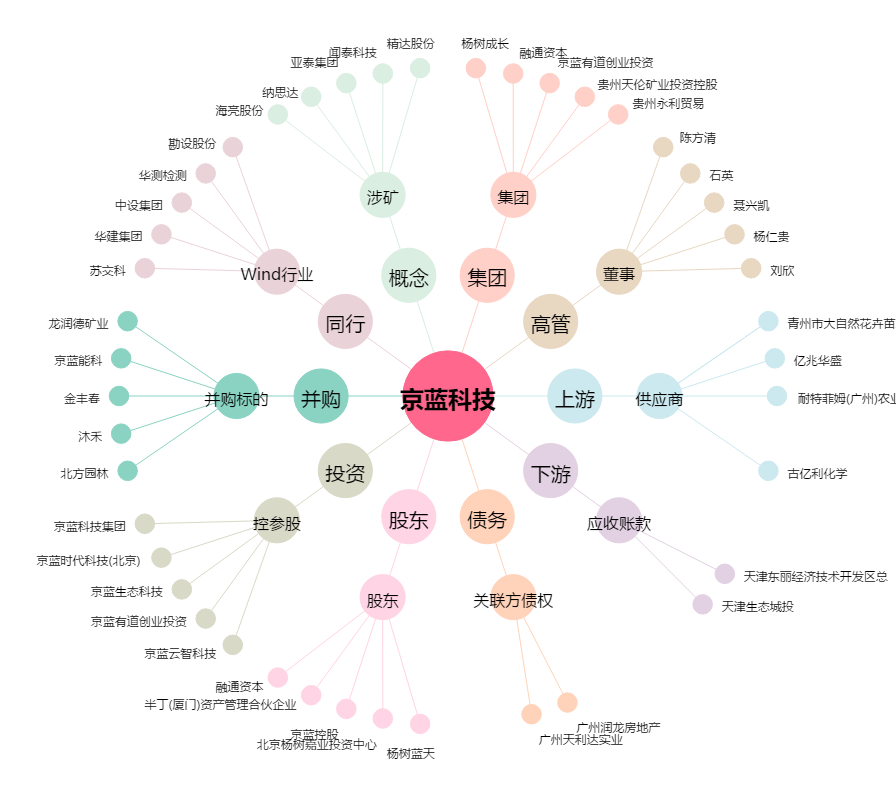 精达股份
杨树成长
闻泰科技
融通资本
亚泰集团
京蓝有道创业投资
纳思达
贵州天伦矿业投资控股
海亮股份
贵州永利贸易
勘设股份
陈方清
华测检测
石英
涉矿
集团
中设集团
聂兴凯
华建集团
杨仁贵
苏交科
Wind行业
概念
集团
董事
刘欣
龙润德矿业
同行
高管
青州市大自然花卉苗
京蓝能科
亿兆华盛
金丰春
并购标的
并购
京蓝科技
上游
供应商
耐特菲姆(广州)农业
沐禾
北方园林
投资
下游
古亿利化学
京蓝科技集团
控参股
股东
债务
应收账款
京蓝时代科技(北京)
天津东丽经济技术开发区总
京蓝生态科技
股东
关联方债权
天津生态城投
京蓝有道创业投资
京蓝云智科技
融通资本
半丁(厦门)资产管理合伙企业
京蓝控股
广州润龙房地产
北京杨树嘉业投资中心
广州天利达实业
杨树蓝天